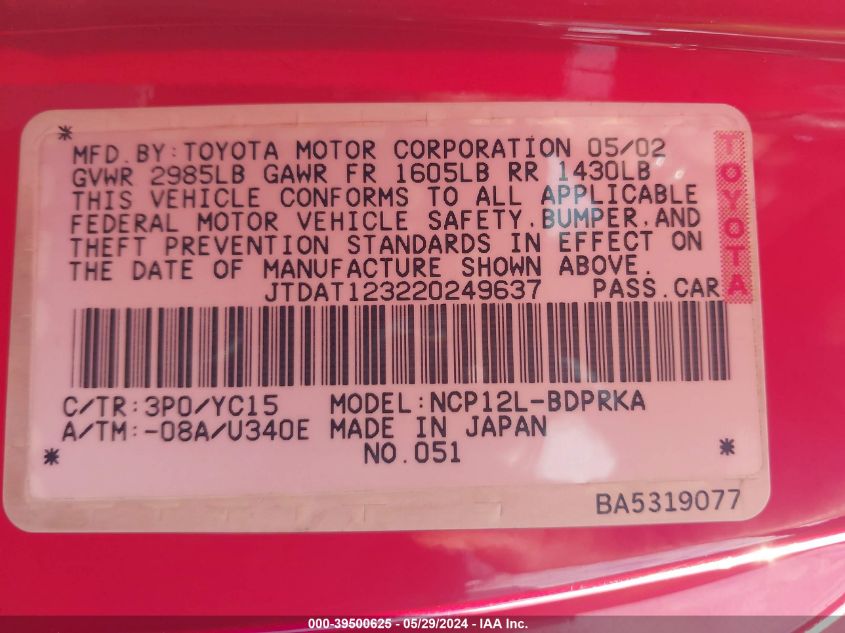 MFD.BY:TOYOTA MOTOR CORPORATION 05/02
GVWR 2985LB GAWR FR 1605LB RR 1430LB
THIS VEHICLE CONFORMS TO ALL APPLICABLE
FEDERAL MOTOR VEHICLE SAFETY,BUMPER,AND
THEFT PREVENTION STANDARDS IN EFFECT ON
THE DATE OF MANUFACTURE SHOWN ABOVE.
JTDAT123220249637 PASS.CAR
TOYOTA
C/TR:3P0/YC15 MODEL:NCP12L-BDPRKA
A/TM:-08A/U340E MADE IN JAPAN
NO.051
BA5319077
000-39500625 - 05/29/2024 - IAA Inc.